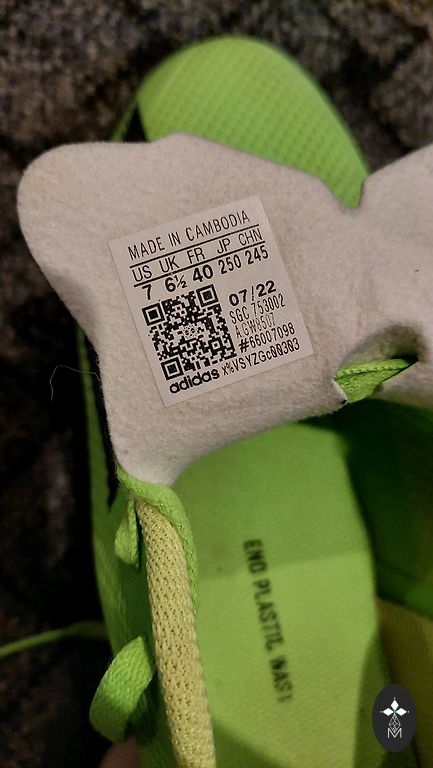 MADE IN CAMBODIA
US UK FR JP CHN
7 6½ 40 250 245
07/22
SGC 753002
#66007098
adidas
END PLASTIC WAST
M